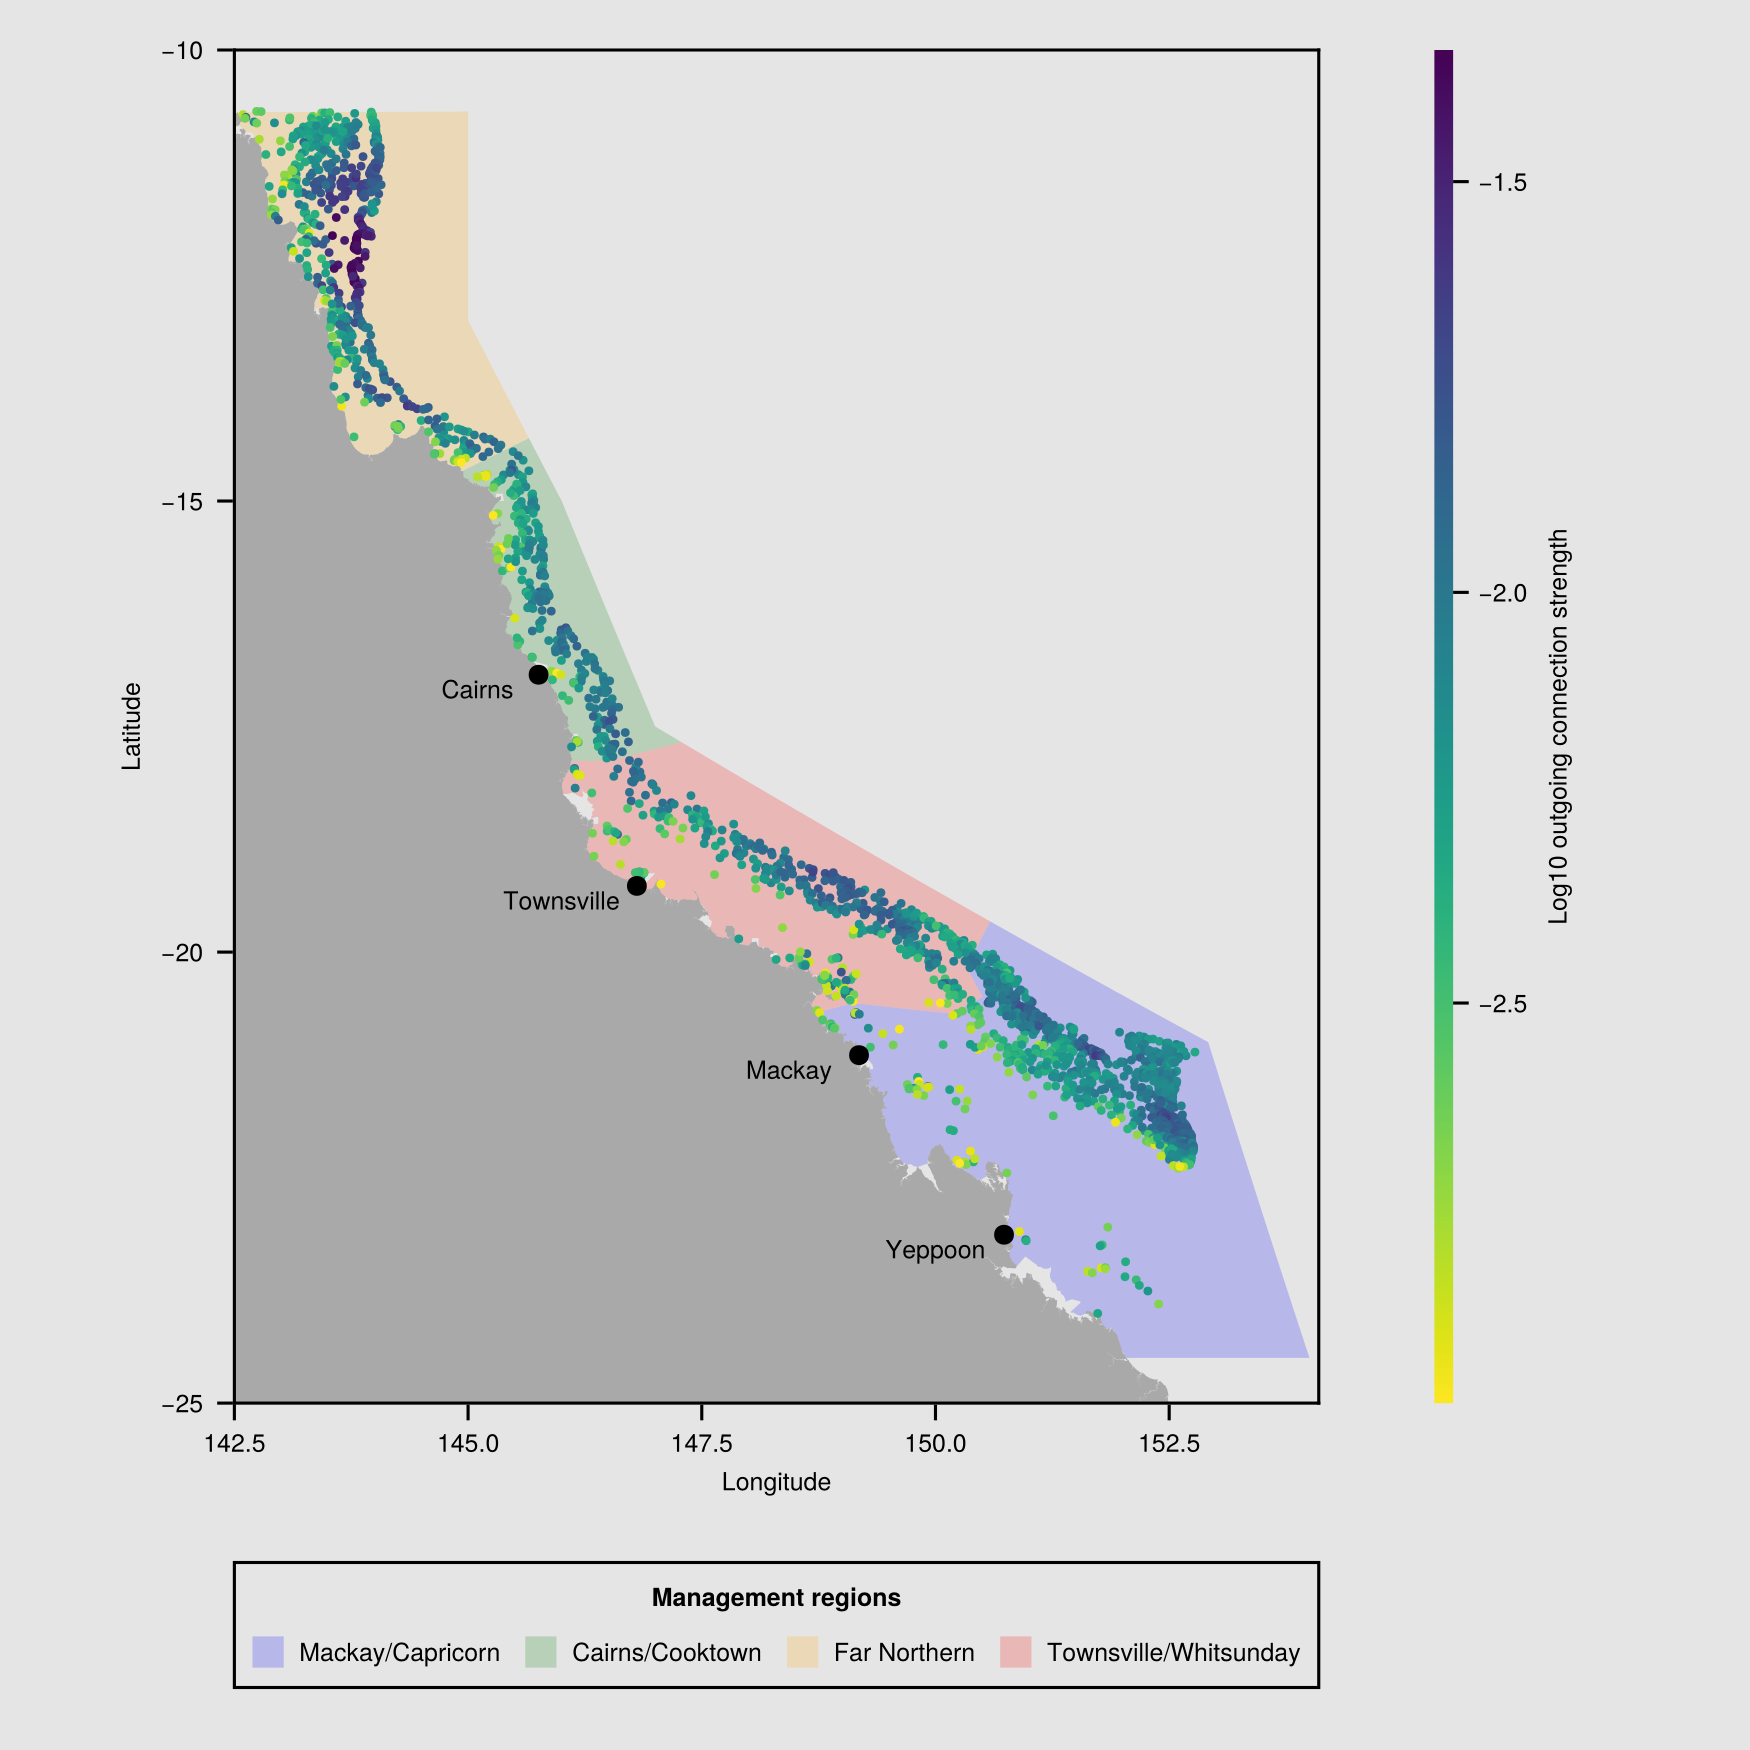 −10
−15
−20
−25
Latitude
142.5
145.0
147.5
150.0
152.5
Longitude
Cairns
Townsville
Mackay
Yeppoon
−1.5
−2.0
−2.5
Log10 outgoing connection strength
Management regions
Mackay/Capricorn
Cairns/Cooktown
Far Northern
Townsville/Whitsunday